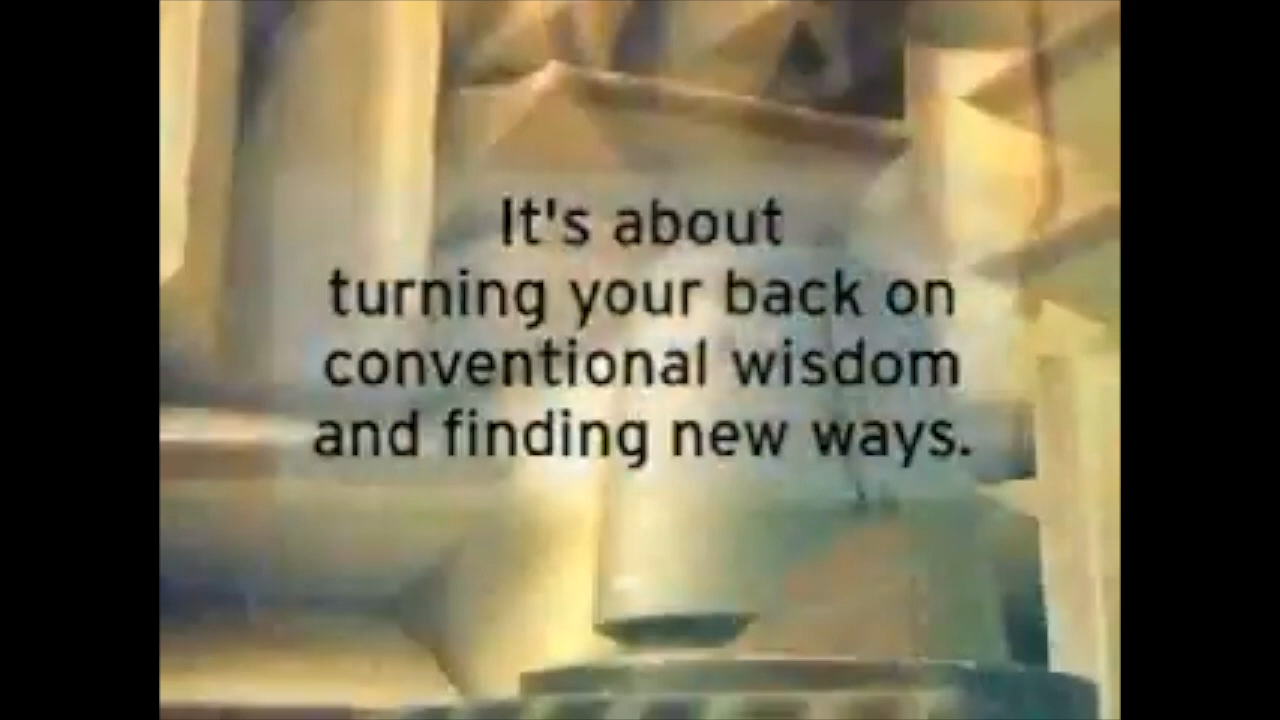 It's about
turning your back on
conventional wisdom
and finding new ways.